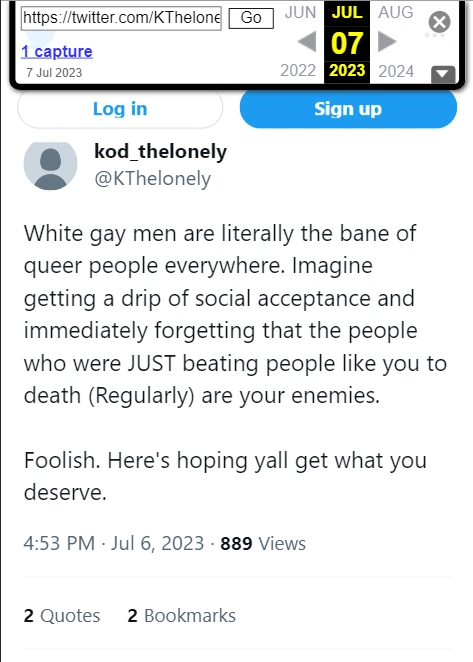 https://twitter.com/KThelone
Go
JUN JUL AUG
07
2022 2023 2024
1 capture
7 Jul 2023
Log in
Sign up
kod_thelonely
@KThelonely
White gay men are literally the bane of
queer people everywhere. Imagine
getting a drip of social acceptance and
immediately forgetting that the people
who were JUST beating people like you to
death (Regularly) are your enemies.
Foolish. Here's hoping yall get what you
deserve.
4:53 PM · Jul 6, 2023 · 889 Views
2 Quotes 2 Bookmarks